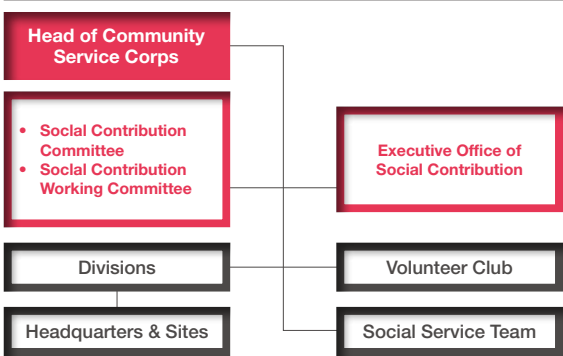 Head of Community
Service Corps
• Soclal Contribution
Committee
• Soclal Contribution
Working Committee
Executive Office of
Social Contribution
Divisions
Volunteer Club
Headquarters & Sites
Social Service Team